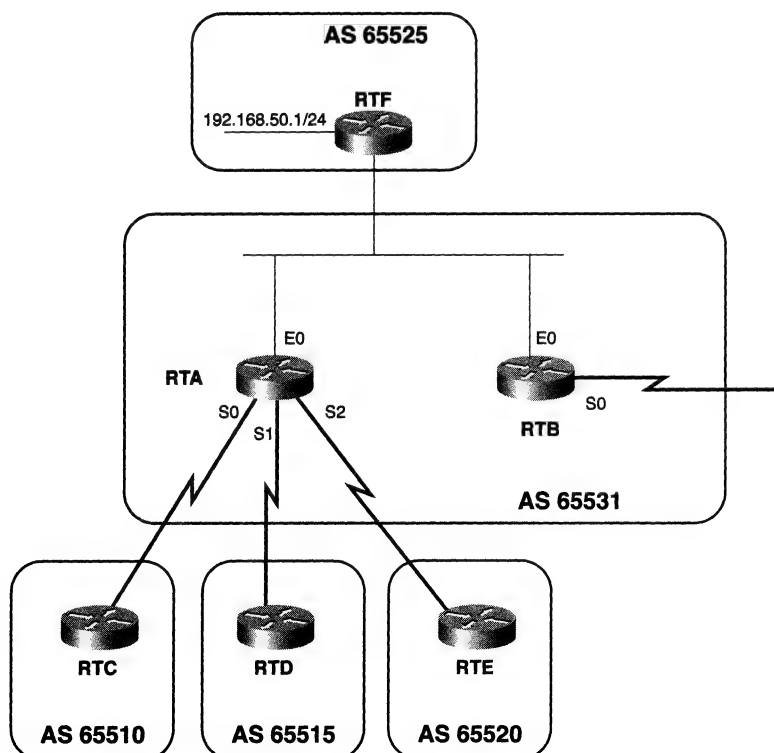 AS 65525
RTF
192.168.50.1/24
E0
E0
RTA
S0
S1
S2
S0
RTB
AS 65531
RTC
RTD
RTE
AS 65510
AS 65515
AS 65520